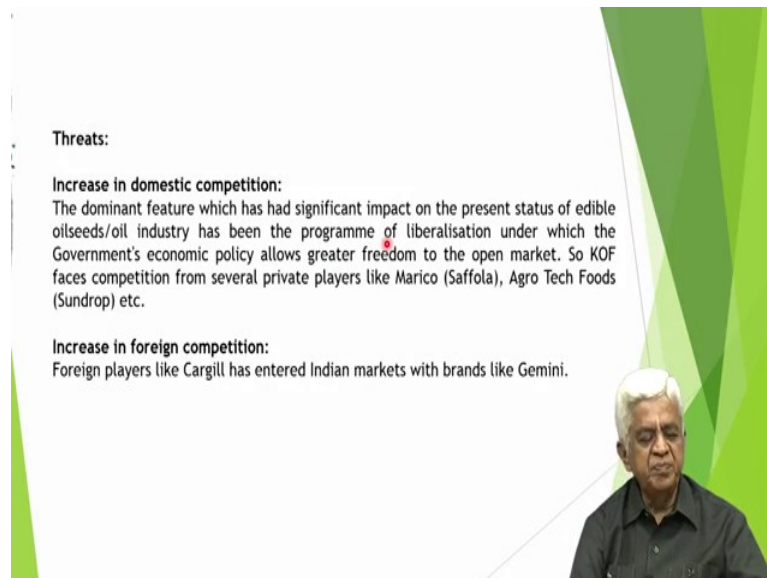 Threats:
Increase in domestic competition:
The dominant feature which has had significant impact on the present status of edible
oilseeds/oil industry has been the programme of liberalisation under which the
Government's economic policy allows greater freedom to the open market. So KOF
faces competition from several private players like Marico (Saffola), Agro Tech Foods
(Sundrop) etc.
Increase in foreign competition:
Foreign players like Cargill has entered Indian markets with brands like Gemini.